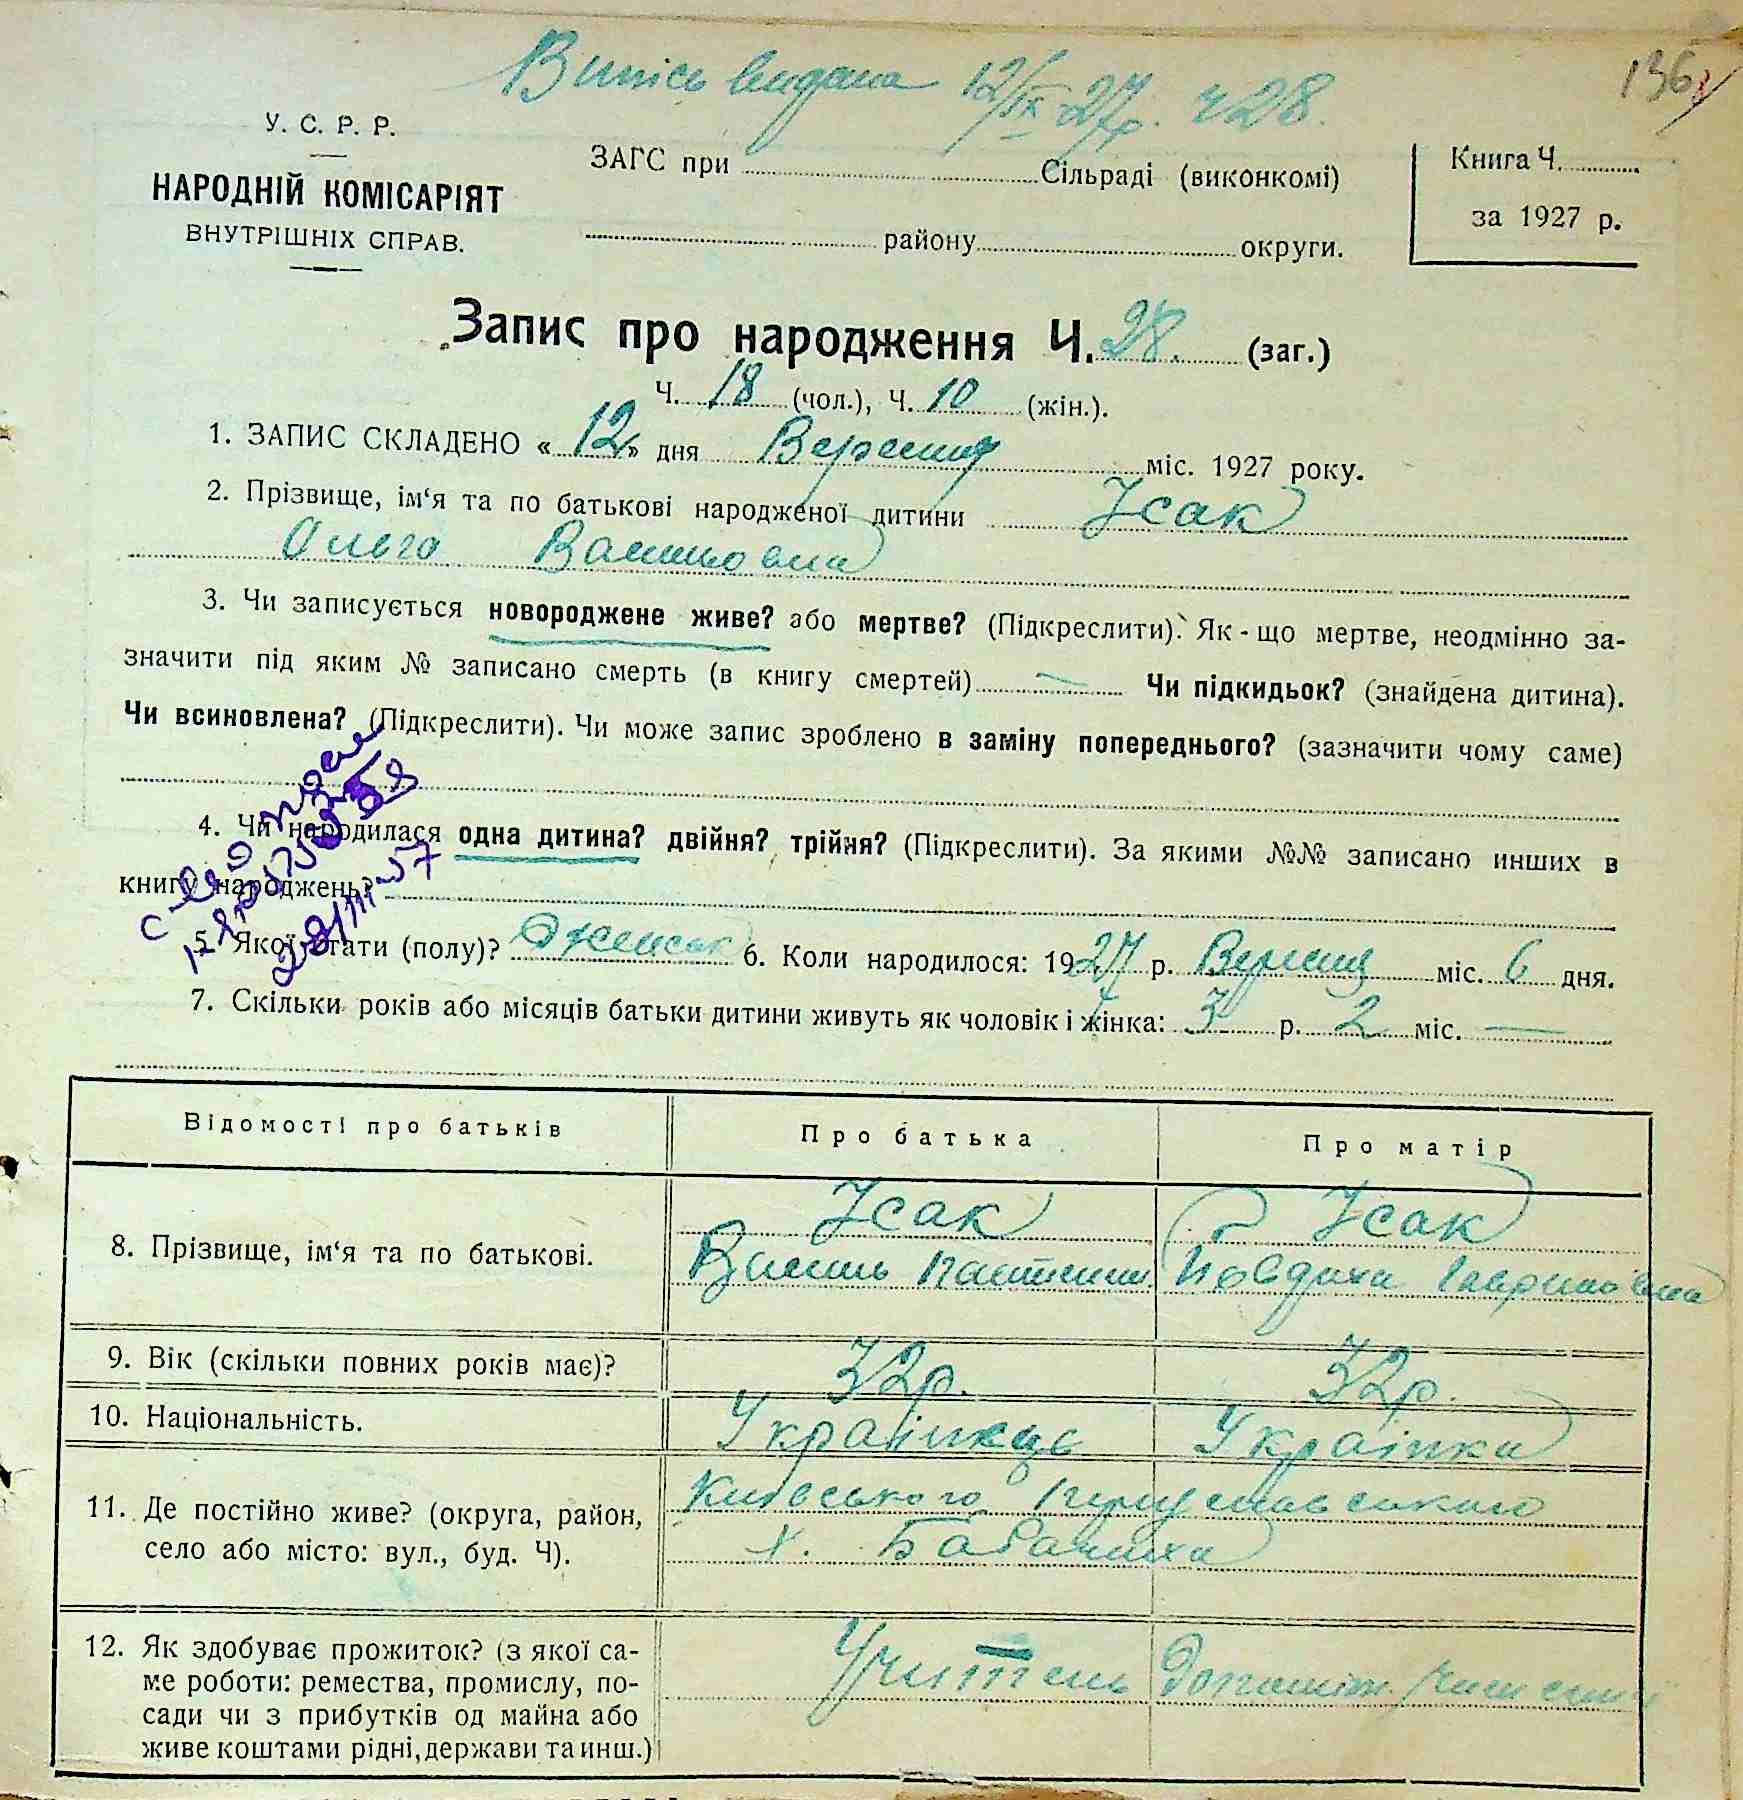 Випись видана 12/IX 27р. ч 28.
136
У. С. Р. Р.
НАРОДНІЙ КОМІСАРІЯТ
ВНУТРІШНІХ СПРАВ.
ЗАГС при Сільраді (виконкомі)
району округи.
Книга Ч.
за 1927 р.
Запис про народження Ч. 28. (заг.)
Ч. 18 (чол.), Ч. 10 (жін.).
1. ЗАПИС СКЛАДЕНО « 12 » дня Вересня міс. 1927 року.
2. Прізвище, ім‘я та по батькові народженої дитини Усак
Ольга Василовна
3. Чи записується новороджене живе? або мертве? (Підкреслити). Як-що мертве, неодмінно за-
значити під яким № записано смерть (в книгу смертей) — Чи підкидьок? (знайдена дитина).
Чи всиновлена? (Підкреслити). Чи може запис зроблено в заміну попереднього? (зазначити чому саме)
4. Чи народилася одна дитина? двійня? трійня? (Підкреслити). За якими №№ записано инших в
книгу народжень?
5. Якої стати (полу)? 6. Коли народилося: 1927 р. Вересня міс. 6 дня.
7. Скільки років або місяців батьки дитини живуть як чоловік і жінка: 3 р. 2 міс. —
Відомості про батьків
Про батька
Про матір
8. Прізвище, ім‘я та по батькові.
Усак
Василь
Усак
Явдоха
9. Вік (скільки повних років має)?
32р.
32р.
10. Національність.
Українець
Українка
11. Де постійно живе? (округа, район,
село або місто: вул., буд. Ч).
Київського Переяславського
х.
12. Як здобуває прожиток? (з якої са-
ме роботи: ремества, промислу, по-
сади чи з прибутків од майна або
живе коштами рідні, держави та инш.)
Учитель